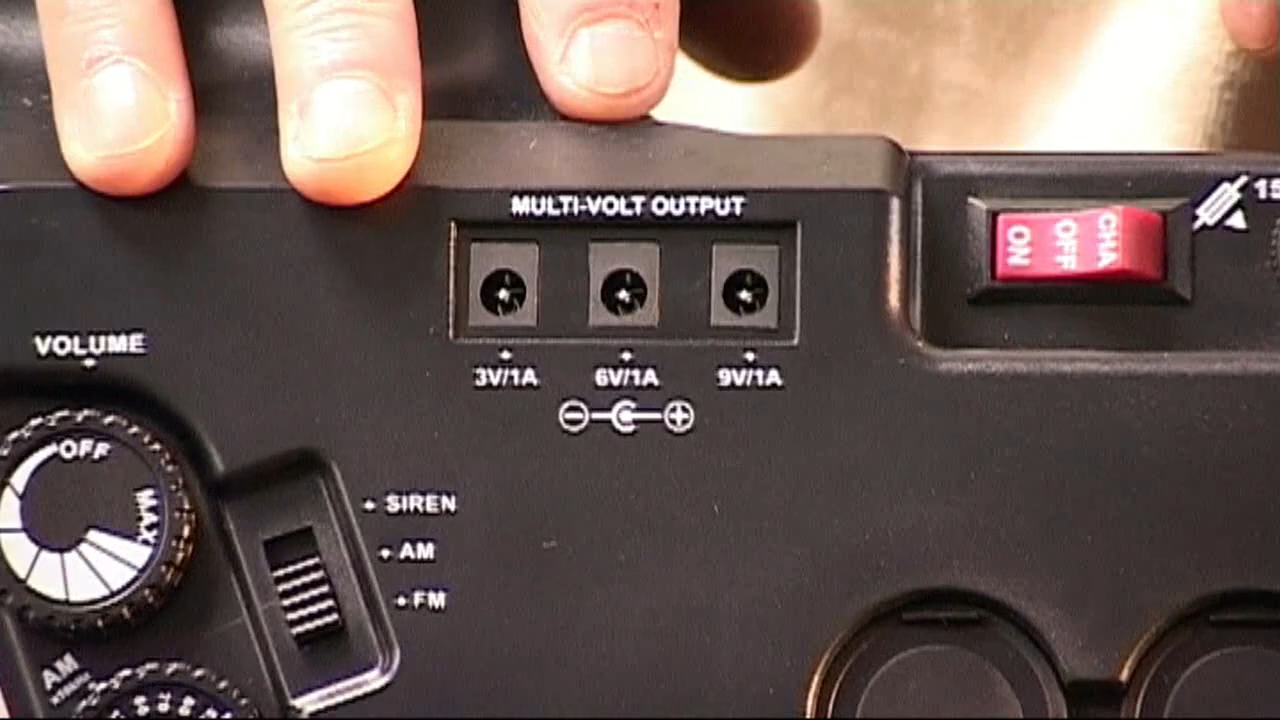 MULTI-VOLT OUTPUT
3V/1A 6V/1A 9V/1A
ON OFF CHA
15
VOLUME
OFF
MAX
SIREN
AM
FM
AM